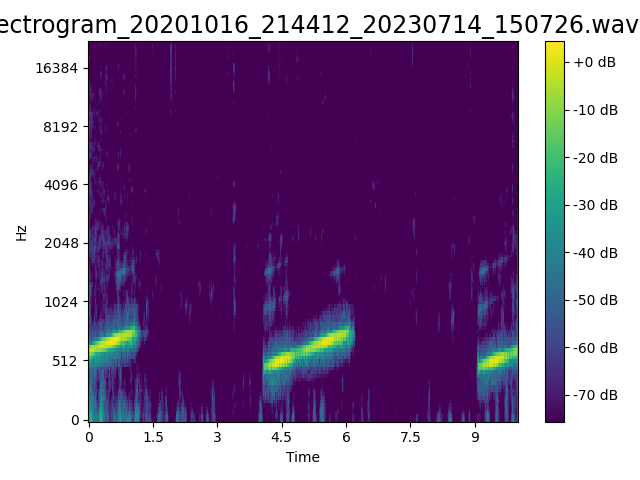 ectrogram_20201016_214412_20230714_150726.wav
16384
8192
4096
2048
1024
512
0
Hz
0 1.5 3 4.5 6 7.5 9
Time
+0 dB
-10 dB
-20 dB
-30 dB
-40 dB
-50 dB
-60 dB
-70 dB